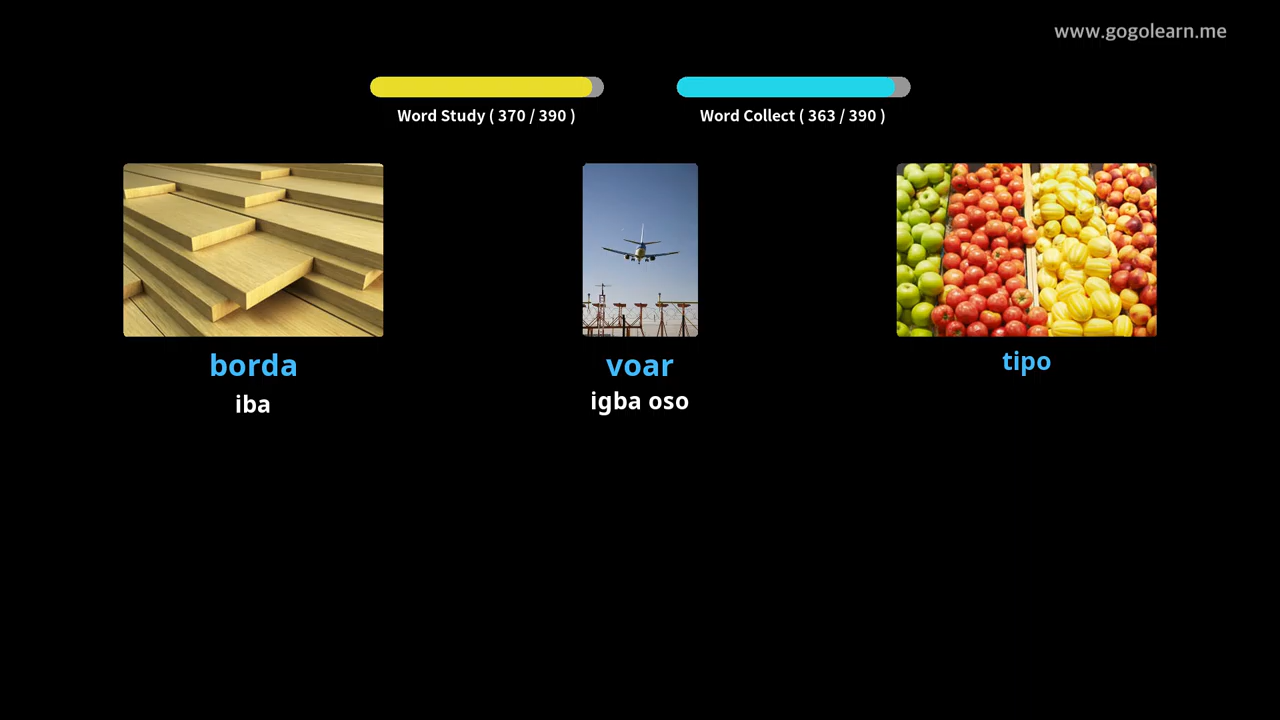 www.gogolearn.me
Word Study ( 370 / 390 )
Word Collect ( 363 / 390 )
borda
iba
voar
igba oso
tipo